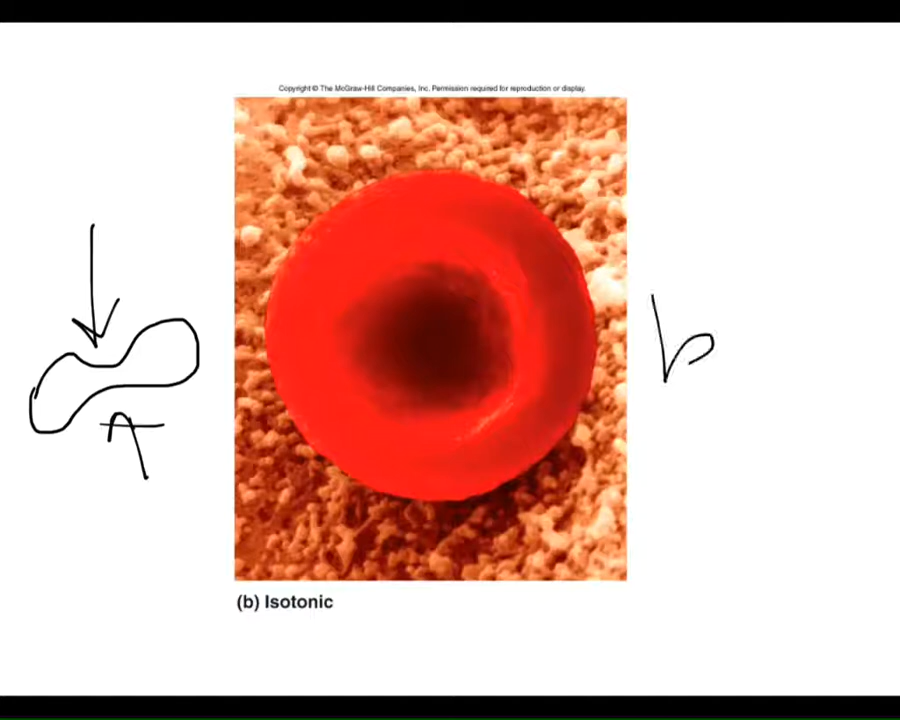 Copyright © The McGraw-Hill Companies, Inc. Permission required for reproduction or display.
b
(b) Isotonic